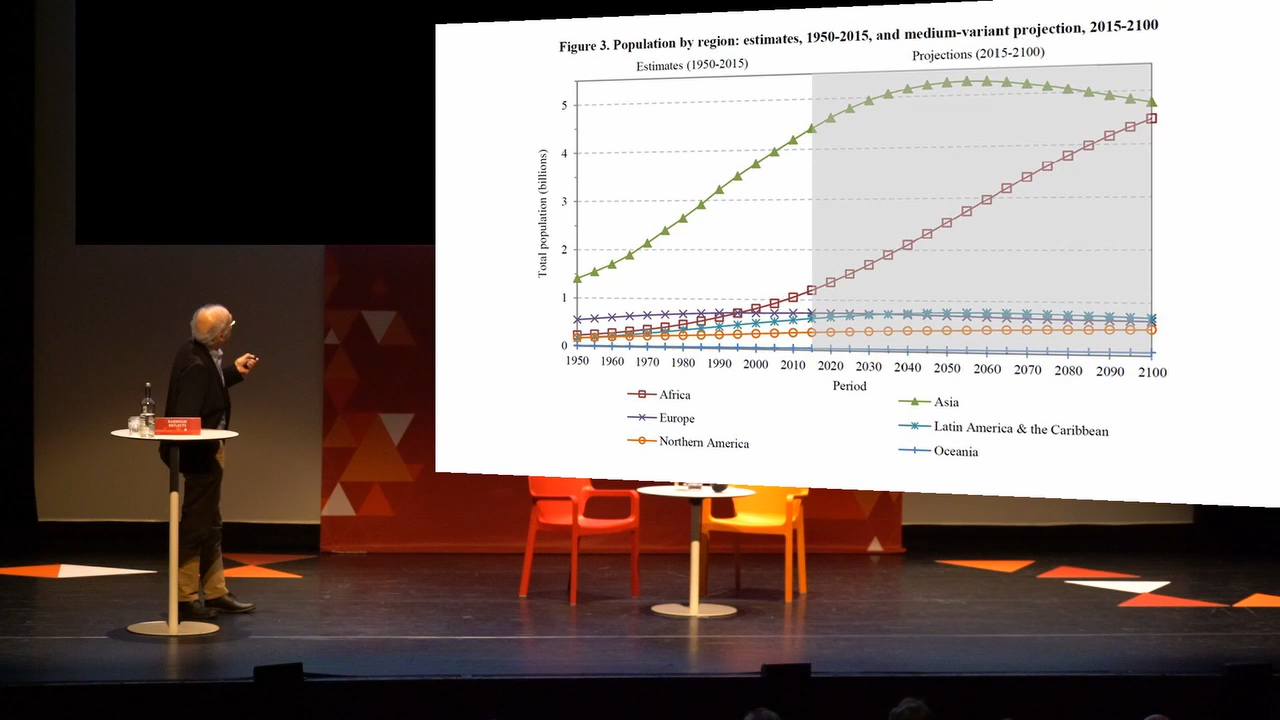 Figure 3. Population by region: estimates, 1950-2015, and medium-variant projection, 2015-2100
Estimates (1950-2015)
Projections (2015-2100)
Total population (billions)
5
4
3
2
1
0
1950 1960 1970 1980 1990 2000 2010 2020 2030 2040 2050 2060 2070 2080 2090 2100
Period
Africa
Asia
Europe
Latin America & the Caribbean
Northern America
Oceania